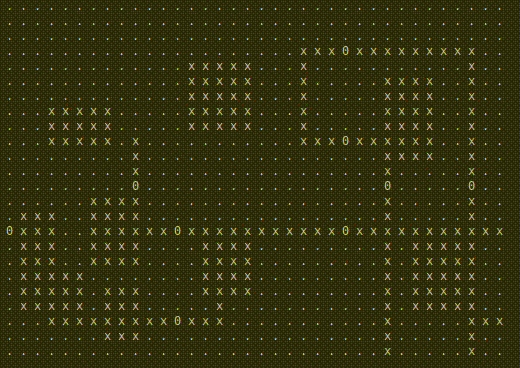 . . . . . . . . . . . . . . . . . . . . . . . . . . . . . . . . . . . .
. . . . . . . . . . . . . . . . . . . . . . . . . . . . . . . . . . . .
. . . . . . . . . . . . . . . . . . . . . . . . . . . . . . . . . . . .
. . . . . . . . . . . . . . . . . . . . . x x x 0 x x x x x x x x x . .
. . . . . . . . . . . . . x x x x x . . . x . . . . . . . . . . . x . .
. . . . . . . . . . . . . x x x x x . . . x . . . . . x x x x . . x . .
. . . . . . . . . . . . . x x x x x . . . x . . . . . x x x x . . x . .
. . . x x x x x . . . . . x x x x x . . . x . . . . . x x x x . . x . .
. . . x x x x x . . . . . x x x x x . . . x . . . . . x x x x . . x . .
. . . x x x x x . x . . . . . . . . . . . x x x 0 x x x x x x . . x . .
. . . . . . . . . x . . . . . . . . . . . . . . . . . x x x x . . x . .
. . . . . . . . . x . . . . . . . . . . . . . . . . . x . . . . . x . .
. . . . . . . . . 0 . . . . . . . . . . . . . . . . . 0 . . . . . 0 . .
. . . . . . x x x x . . . . . . . . . . . . . . . . . x . . . . . x . .
. x x x . . x x x x . . . . . . . . . . . . . . . . . x . . . . . x . .
0 x x x . . x x x x x x 0 x x x x x x x x x x x x x x x x x x x x x x x
. x x x . . x x x x . . . . x x x x . . . . . . . . . x . x x x x x . .
. x x x . . x x x x . . . . x x x x . . . . . . . . . x . x x x x x . .
. x x x x x . . . . . . . . x x x x . . . . . . . . . x . x x x x x . .
. x x x x x . x x x . . . . x x x x . . . . . . . . . x . x x x x x . .
. x x x x x . x x x . . . . . x . . . . . . . . . . . x . x x x x x . .
. . . x x x x x x x x x 0 x x x . . . . . . . . . . . x . . . . . x x x
. . . . . . . x x x . . . . . . . . . . . . . . . . . x . . . . . x . .
. . . . . . . . . . . . . . . . . . . . . . . . . . . x . . . . . x . .